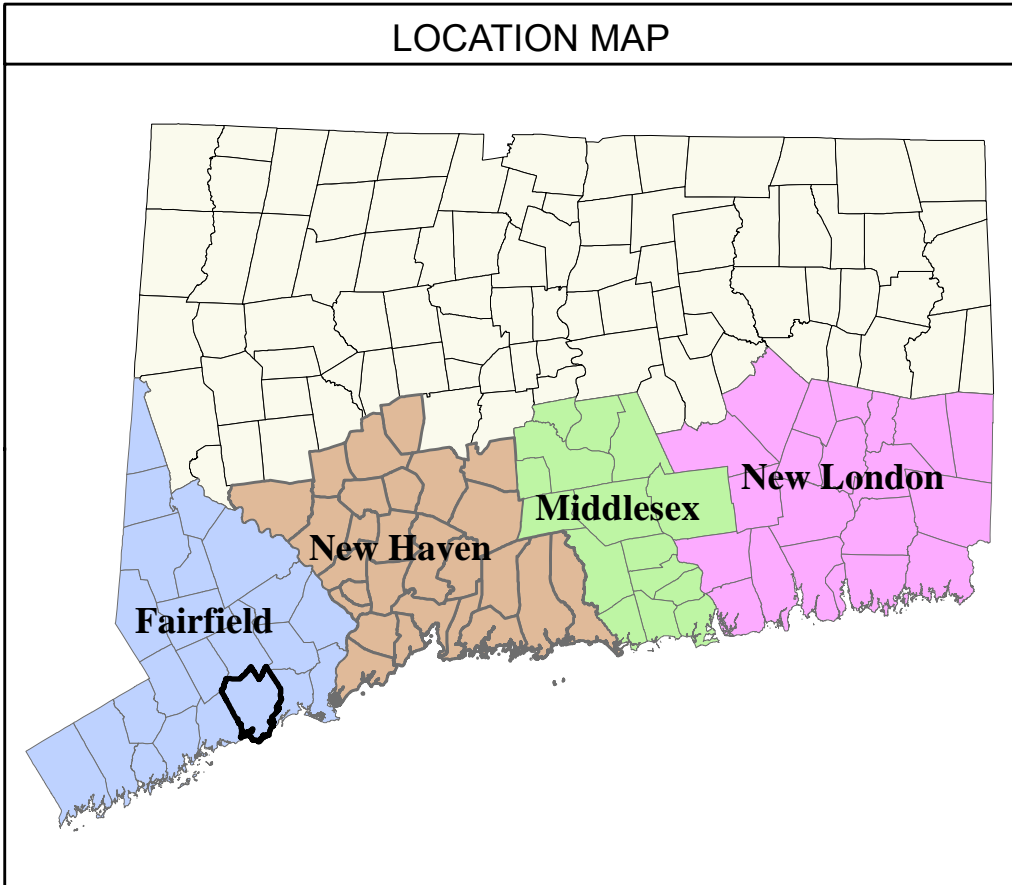 LOCATION MAP
New London
Middlesex
New Haven
Fairfield